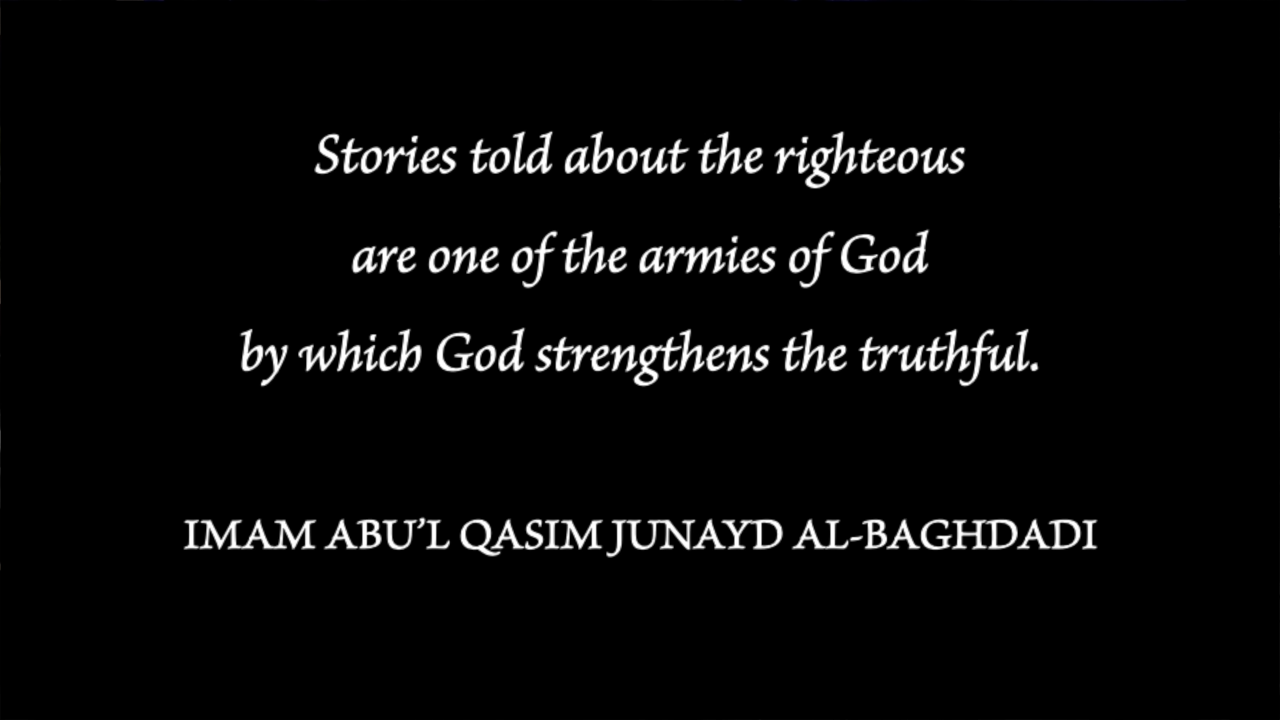 Stories told about the righteous
are one of the armies of God
by which God strengthens the truthful.
IMAM ABU’L QASIM JUNAYD AL-BAGHDADI